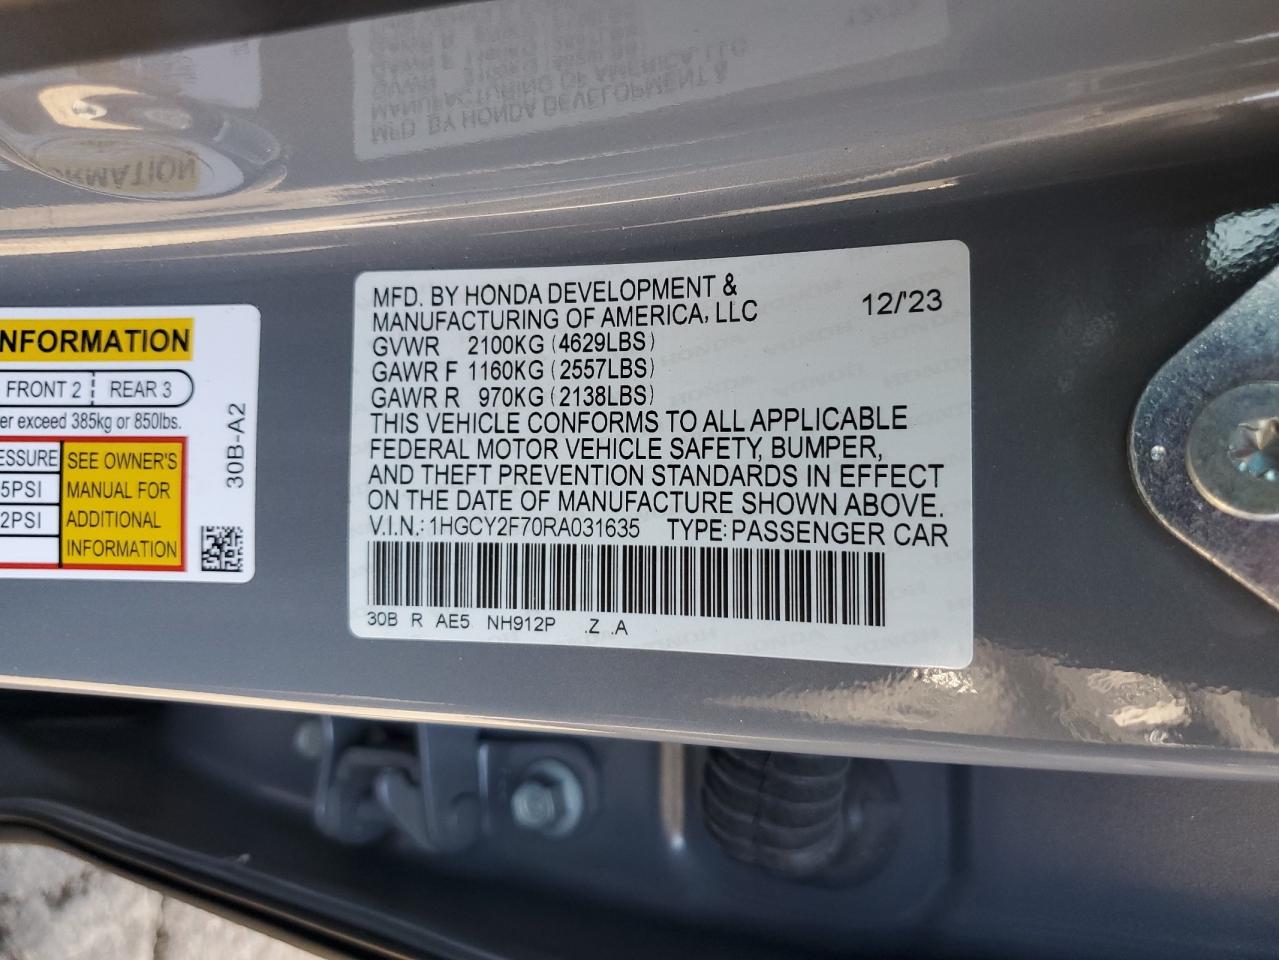 MFD. BY HONDA DEVELOPMENT &
MANUFACTURING OF AMERICA, LLC
12/'23
GVWR 2100KG (4629LBS)
GAWR F 1160KG (2557LBS)
GAWR R 970KG (2138LBS)
THIS VEHICLE CONFORMS TO ALL APPLICABLE
FEDERAL MOTOR VEHICLE SAFETY, BUMPER,
AND THEFT PREVENTION STANDARDS IN EFFECT
ON THE DATE OF MANUFACTURE SHOWN ABOVE.
V.I.N.: 1HGCY2F70RA031635 TYPE: PASSENGER CAR
30B R AE5 NH912P .Z .A
NFORMATION
FRONT 2 REAR 3
er exceed 385kg or 850lbs.
ESSURE
5PSI
2PSI
SEE OWNER'S
MANUAL FOR
ADDITIONAL
INFORMATION
30B-A2